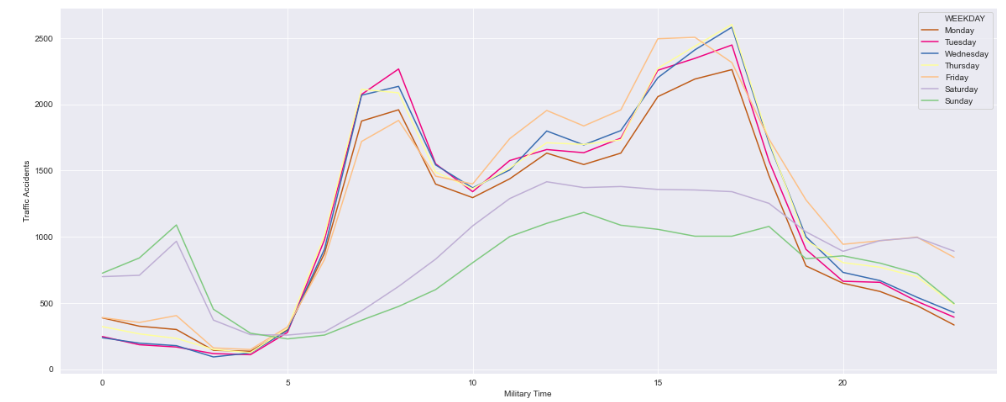 WEEKDAY
Monday
Tuesday
Wednesday
Thursday
Friday
Saturday
Sunday
2500
2000
1500
1000
500
0
Traffic Accidents
0 5 10 15 20
Military Time